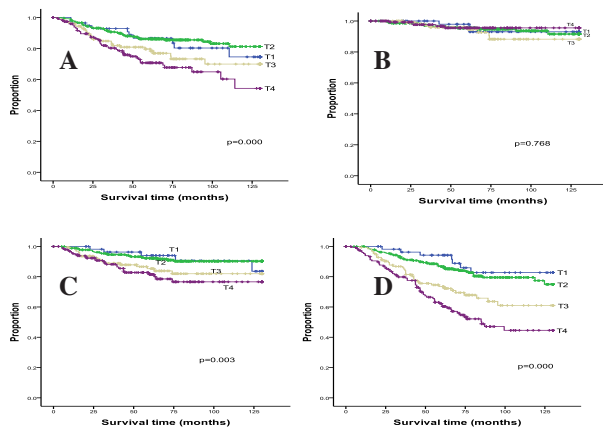 1.0
0.8
0.6
0.4
0.2
0.0
Proportion
A
T2
T1
T3
T4
p=0.000
0 25 50 75 100 125
Survival time (months)
1.0
0.8
0.6
0.4
0.2
0.0
Proportion
B
T4
T1
T2
T3
p=0.768
0 25 50 75 100 125
Survival time (months)
1.0
0.8
0.6
0.4
0.2
0.0
Proportion
C
T1
T2
T3
T4
p=0.003
0 25 50 75 100 125
Survival time (months)
1.0
0.8
0.6
0.4
0.2
0.0
Proportion
D
T1
T2
T3
T4
p=0.000
0 25 50 75 100 125
Survival time (months)